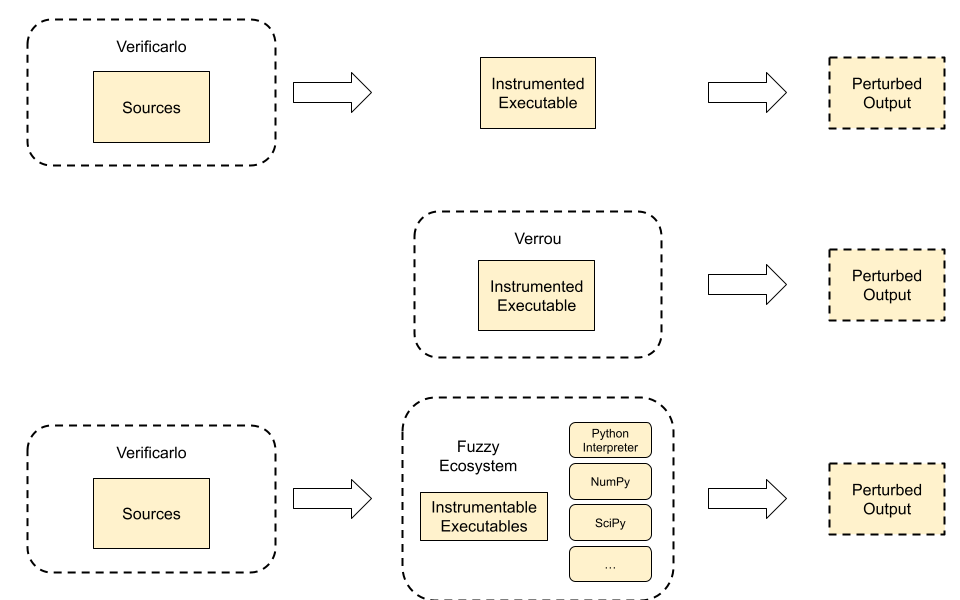 Verificarlo
Sources
Instrumented
Executable
Perturbed
Output
Verrou
Instrumented
Executable
Perturbed
Output
Verificarlo
Sources
Fuzzy
Ecosystem
Instrumentable
Executables
Python
Interpreter
NumPy
SciPy
...
Perturbed
Output